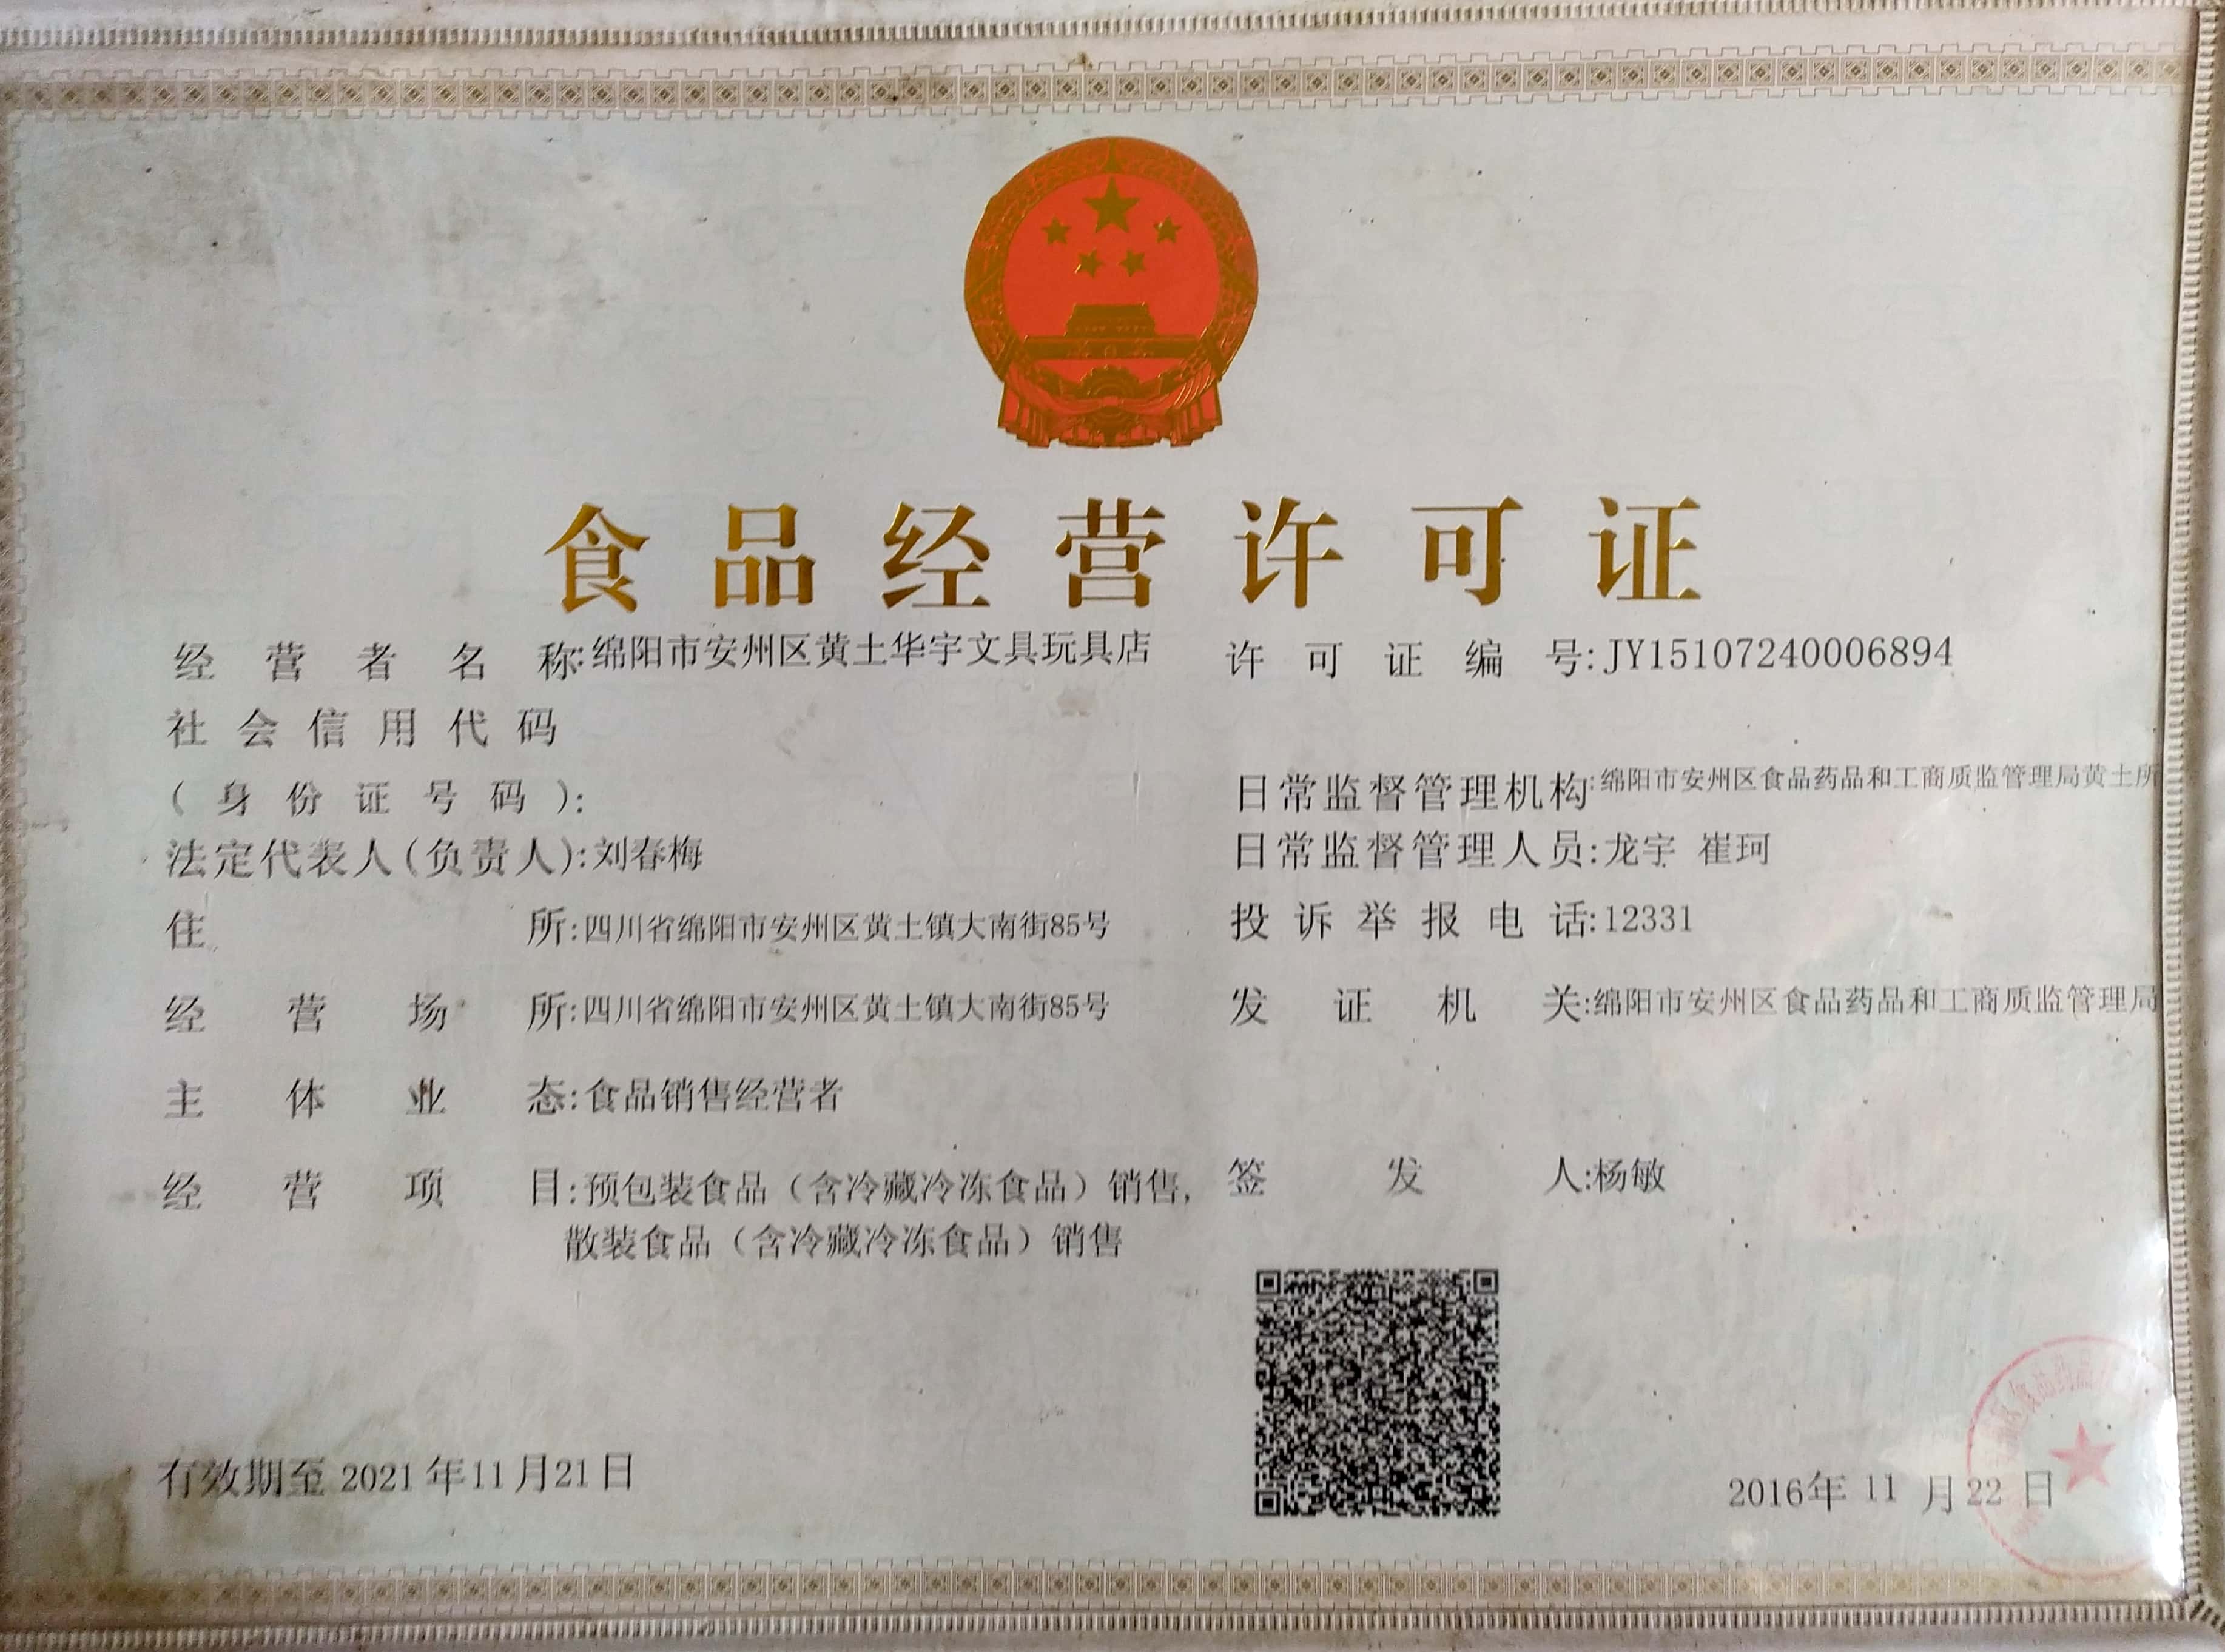 食品经营许可证
经营者名称:绵阳市安州区黄土华宇文具玩具店
社会信用代码
(身份证号码):
法定代表人(负责人):刘春梅
住所:四川省绵阳市安州区黄土镇大南街85号
经营场所:四川省绵阳市安州区黄土镇大南街85号
主体业态:食品销售经营者
经营项目:预包装食品（含冷藏冷冻食品）销售,
散装食品（含冷藏冷冻食品）销售
有效期至 2021 年11 月21 日
许可证编号:JY15107240006894
日常监督管理机构:绵阳市安州区食品药品和工商质监管理局黄土所
日常监督管理人员:龙宇 崔珂
投诉举报电话:12331
发证机关:绵阳市安州区食品药品和工商质监管理局
签发人:杨敏
2016年 11 月 22 日